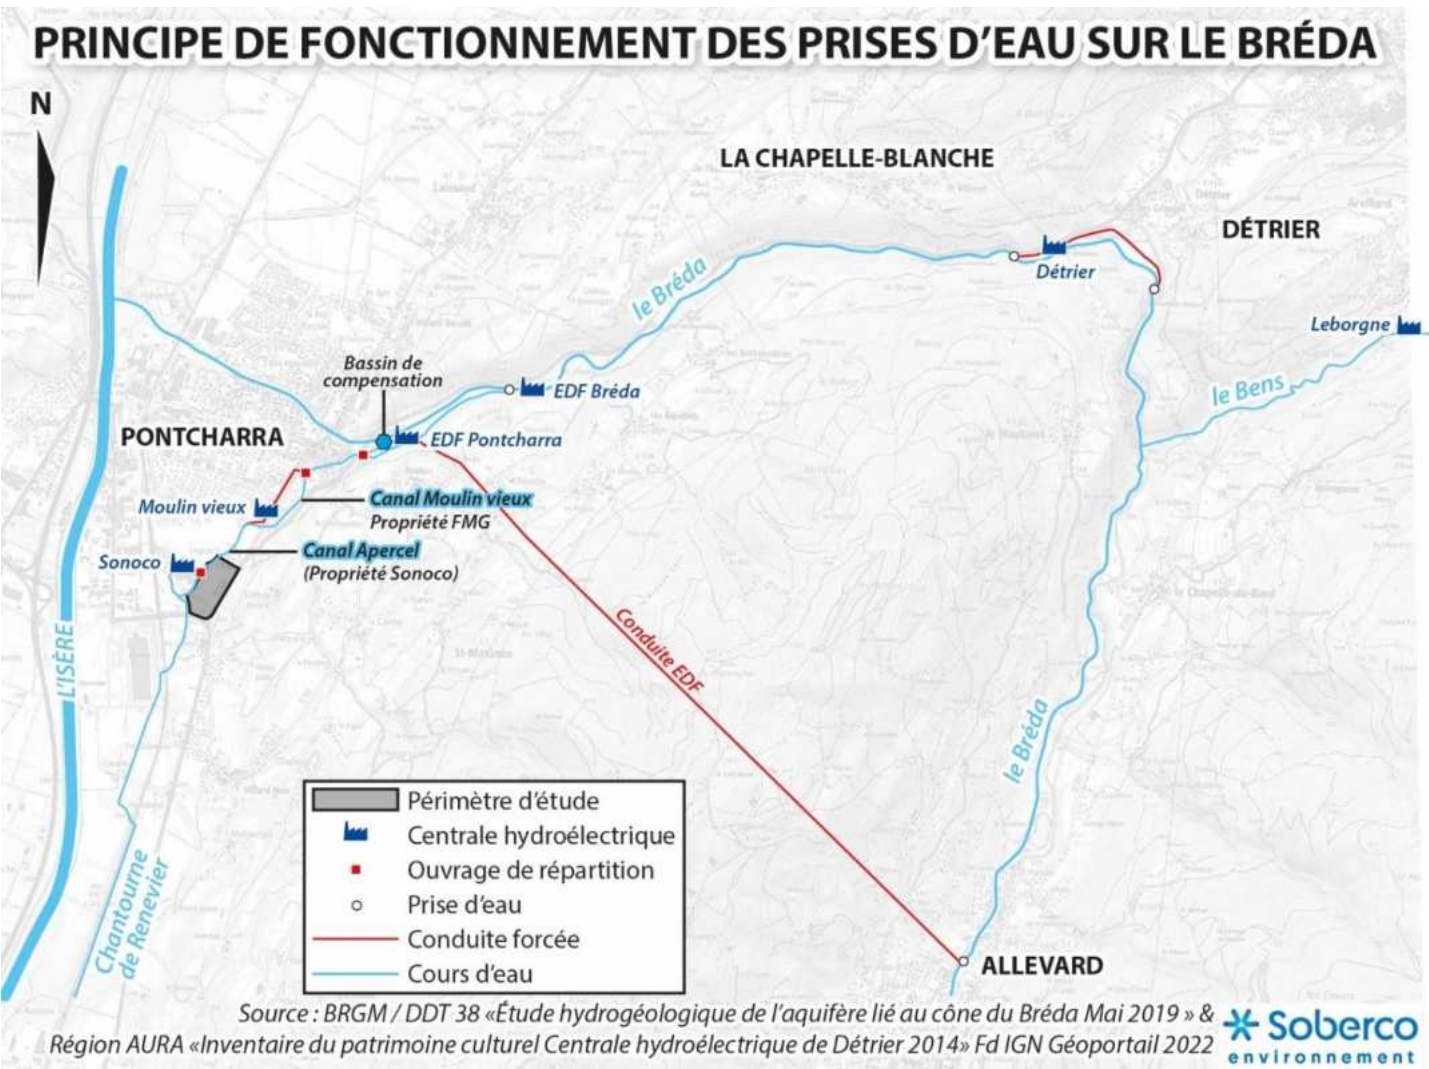 PRINCIPE DE FONCTIONNEMENT DES PRISES D'EAU SUR LE BRÉDA
N
LA CHAPELLE-BLANCHE
DÉTRIER
Détrier
le Bréda
Leborgne
le Bens
Bassin de
compensation
EDF Bréda
PONTCHARRA
EDF Pontcharra
Moulin vieux
Canal Moulin vieux
Propriété FMG
Canal Apercel
(Propriété Sonoco)
Sonoco
L'ISÈRE
Conduite EDF
St-Maximin
le Bréda
Chantourne
de Renevier
ALLEVARD
Périmètre d'étude
Centrale hydroélectrique
Ouvrage de répartition
Prise d'eau
Conduite forcée
Cours d'eau
Source : BRGM / DDT 38 «Étude hydrogéologique de l'aquifère lié au cône du Bréda Mai 2019 » &
Région AURA «Inventaire du patrimoine culturel Centrale hydroélectrique de Détrier 2014» Fd IGN Géoportail 2022
Soberco
environnement